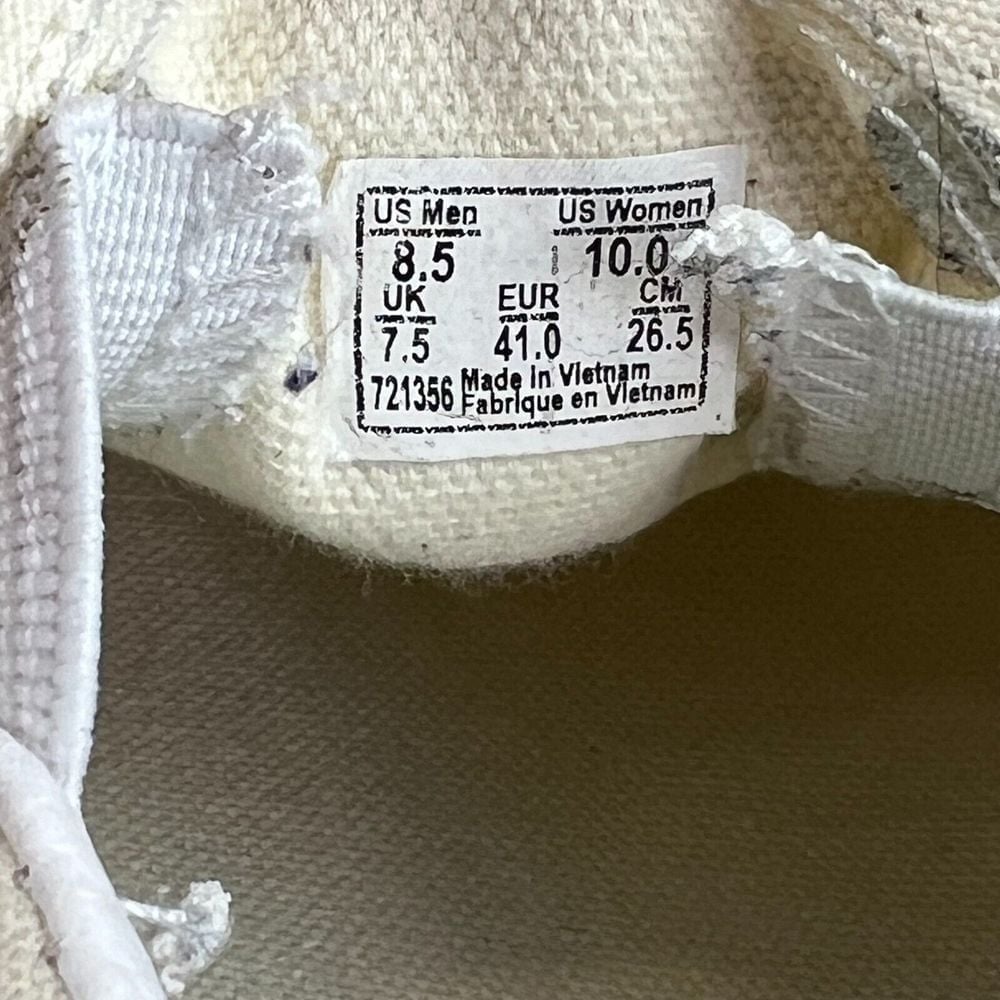 US Men US Women
8.5 10.0
UK EUR CM
7.5 41.0 26.5
721356 Made in Vietnam
Fabrique en Vietnam